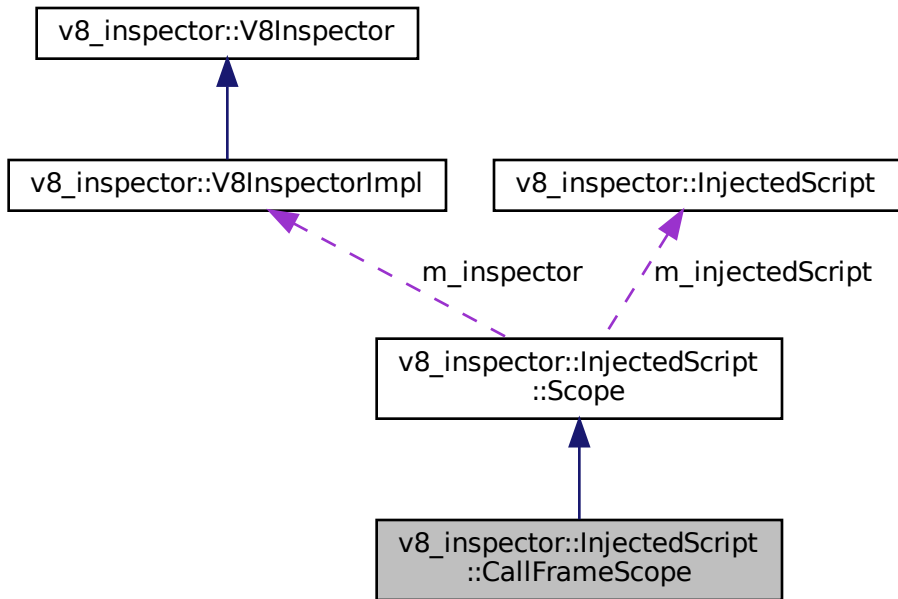 v8_inspector::V8Inspector
v8_inspector::V8InspectorImpl
v8_inspector::InjectedScript
m_inspector
m_injectedScript
v8_inspector::InjectedScript
::Scope
v8_inspector::InjectedScript
::CallFrameScope